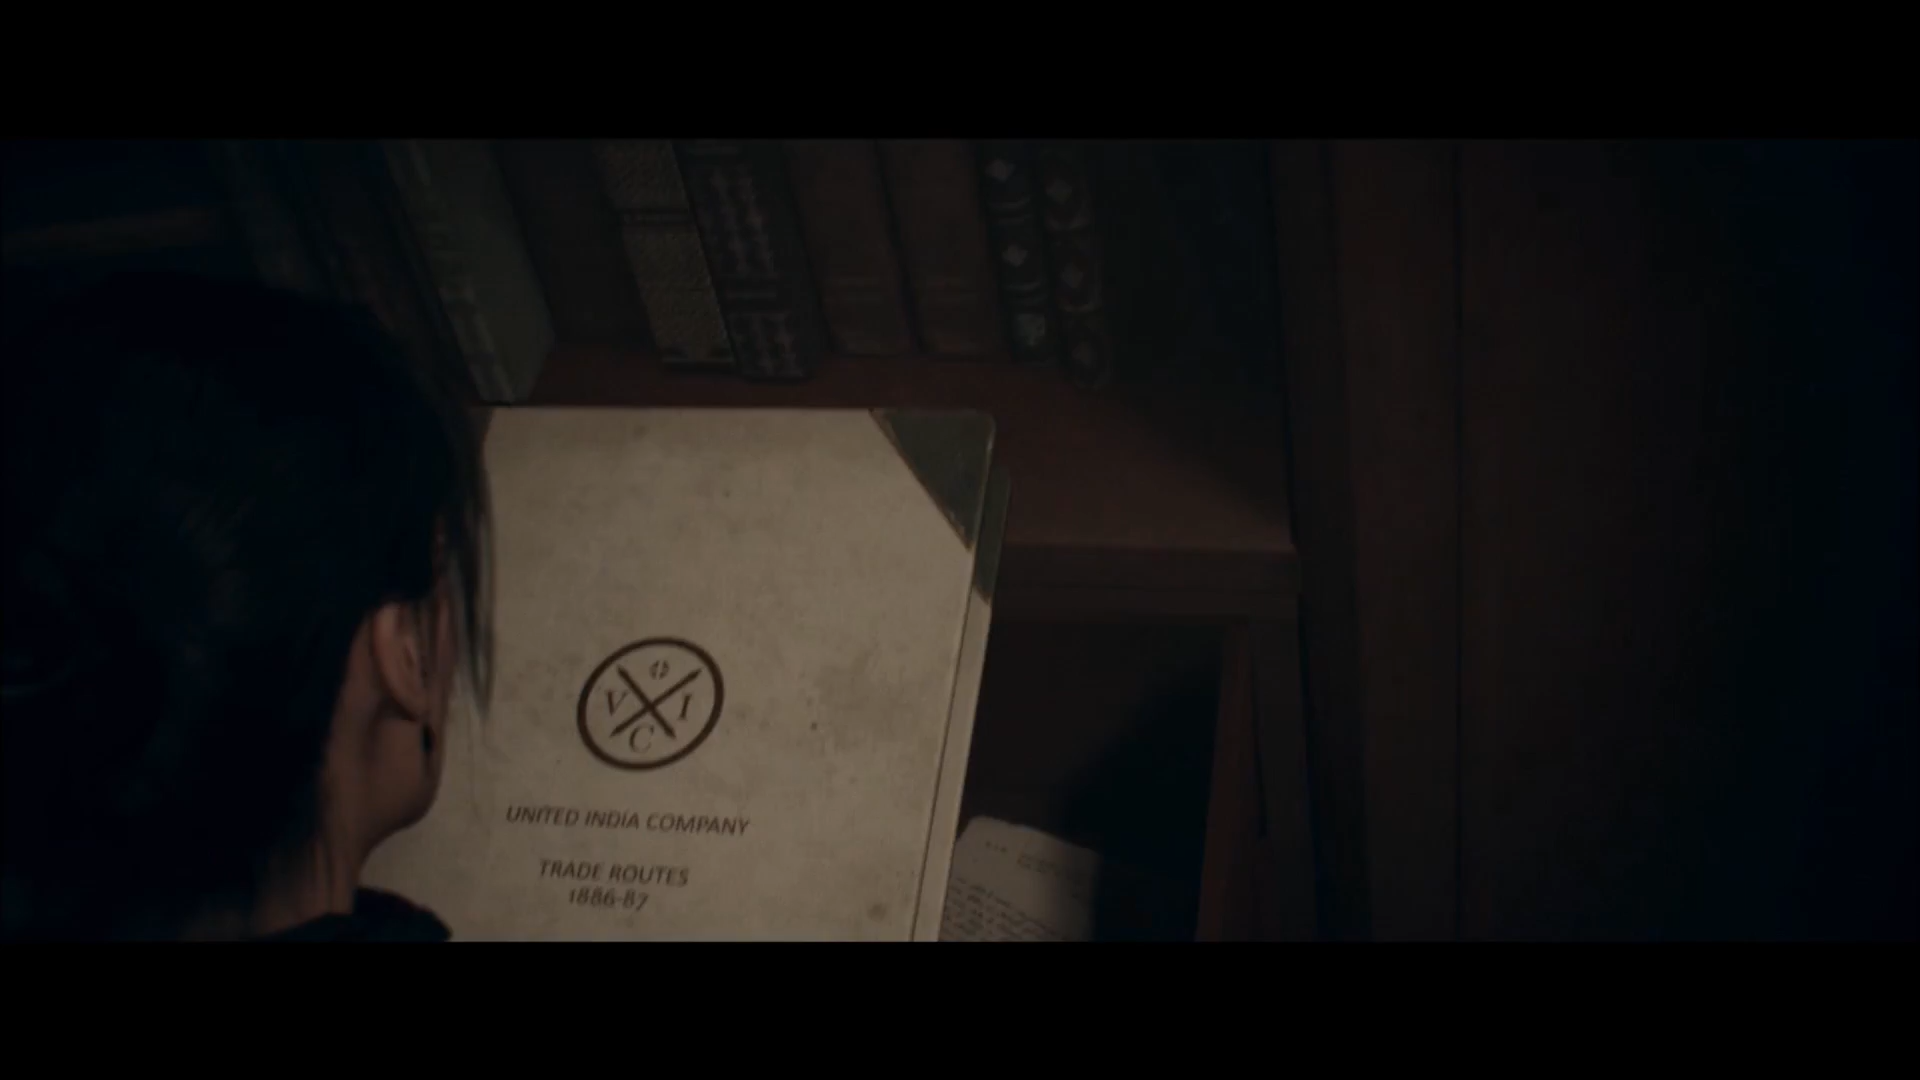 V I
C
UNITED INDIA COMPANY
TRADE ROUTES
1886-87